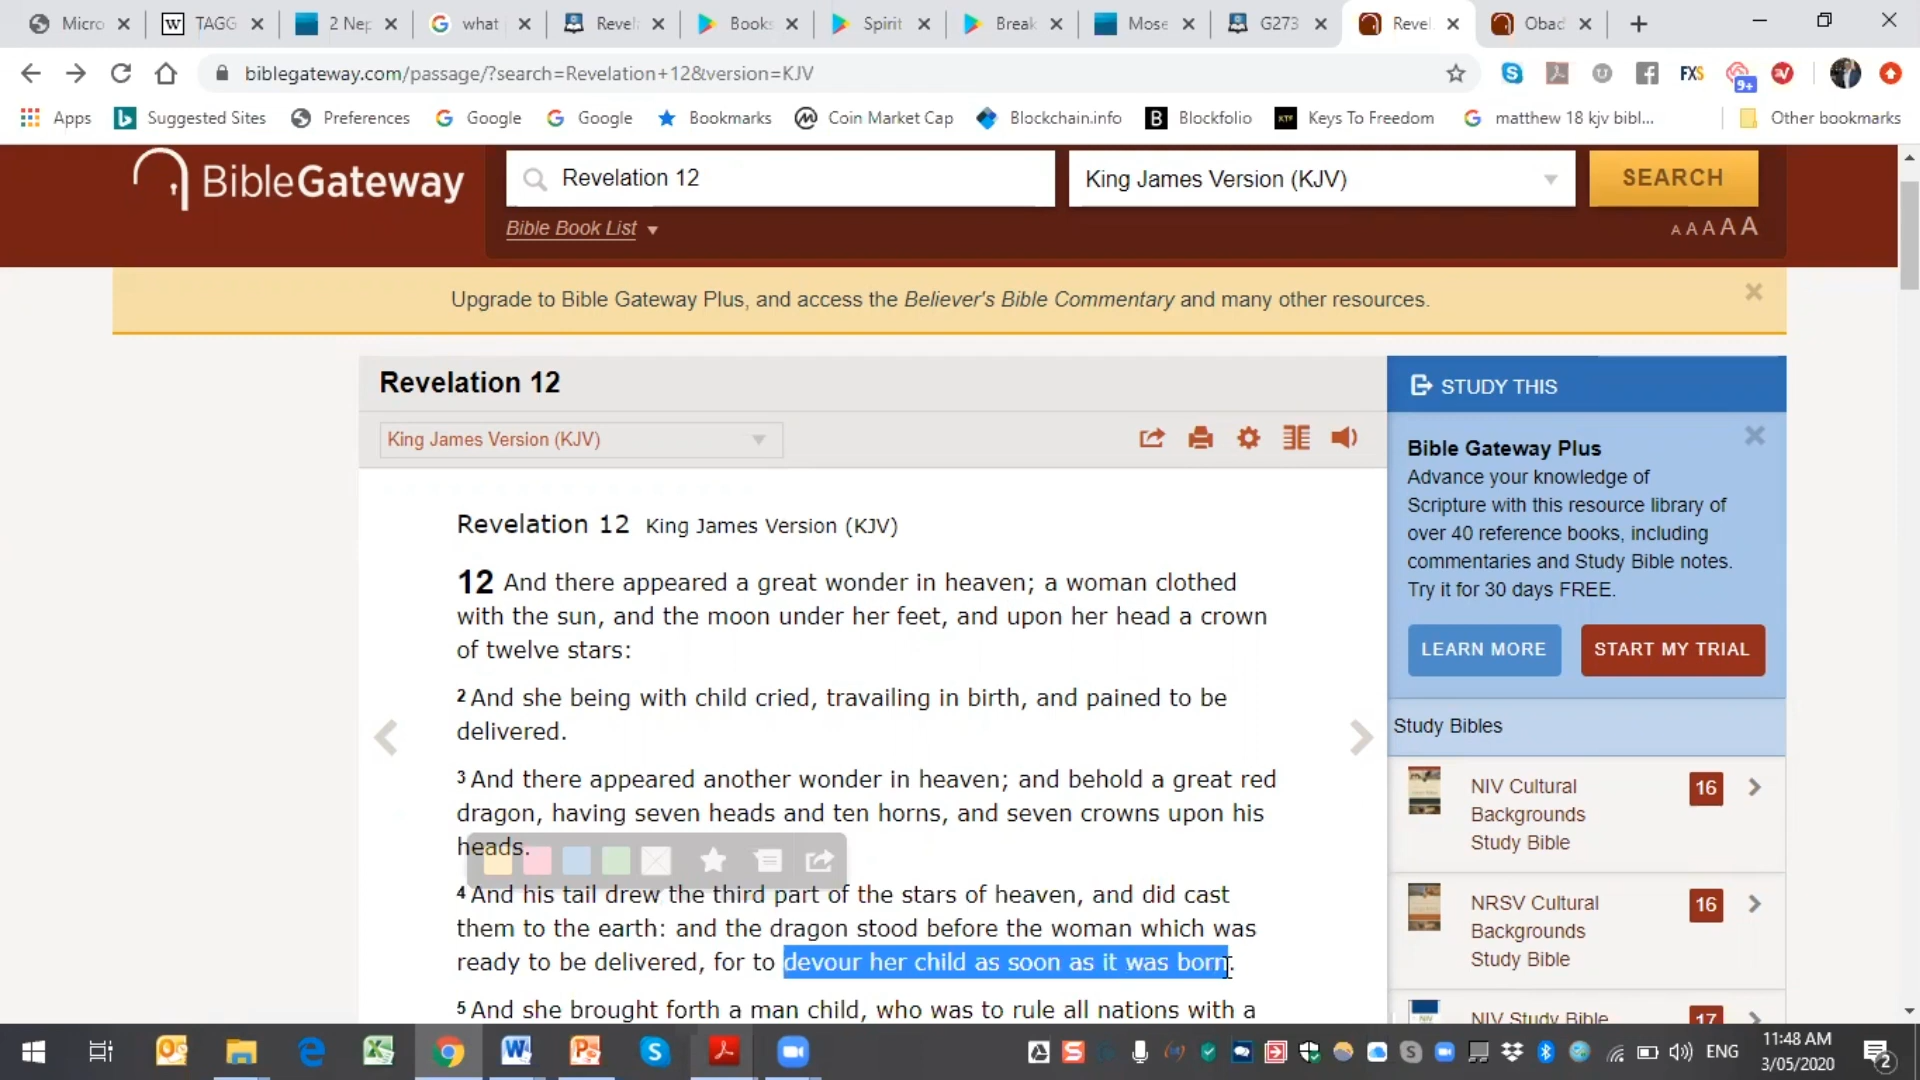 Micro
TAGG
2 Nep
what
Revel
Books
Spirit
Break
Mose
G273
Revel
Obad
biblegateway.com/passage/?search=Revelation+12&version=KJV
FXS
9+
Apps
Suggested Sites
Preferences
Google
Google
Bookmarks
Coin Market Cap
Blockchain.info
Blockfolio
Keys To Freedom
matthew 18 kjv bibl...
Other bookmarks
BibleGateway
Revelation 12
King James Version (KJV)
SEARCH
Bible Book List
A A A A A
Upgrade to Bible Gateway Plus, and access the Believer's Bible Commentary and many other resources.
Revelation 12
King James Version (KJV)
Revelation 12 King James Version (KJV)
12 And there appeared a great wonder in heaven; a woman clothed
with the sun, and the moon under her feet, and upon her head a crown
of twelve stars:
2 And she being with child cried, travailing in birth, and pained to be
delivered.
3 And there appeared another wonder in heaven; and behold a great red
dragon, having seven heads and ten horns, and seven crowns upon his
heads.
4 And his tail drew the third part of the stars of heaven, and did cast
them to the earth: and the dragon stood before the woman which was
ready to be delivered, for to devour her child as soon as it was born.
5 And she brought forth a man child, who was to rule all nations with a
STUDY THIS
Bible Gateway Plus
Advance your knowledge of
Scripture with this resource library of
over 40 reference books, including
commentaries and Study Bible notes.
Try it for 30 days FREE.
LEARN MORE
START MY TRIAL
Study Bibles
NIV Cultural
Backgrounds
Study Bible
16
NRSV Cultural
Backgrounds
Study Bible
16
NIV Study Bible
17
ENG
11:48 AM
3/05/2020
2